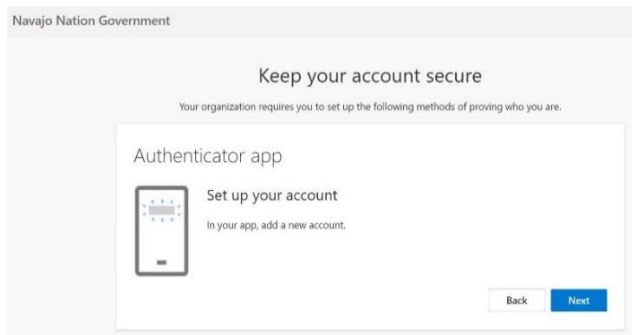 Navajo Nation Government
Keep your account secure
Your organization requires you to set up the following methods of proving who you are.
Authenticator app
Set up your account
In your app, add a new account.
Back Next